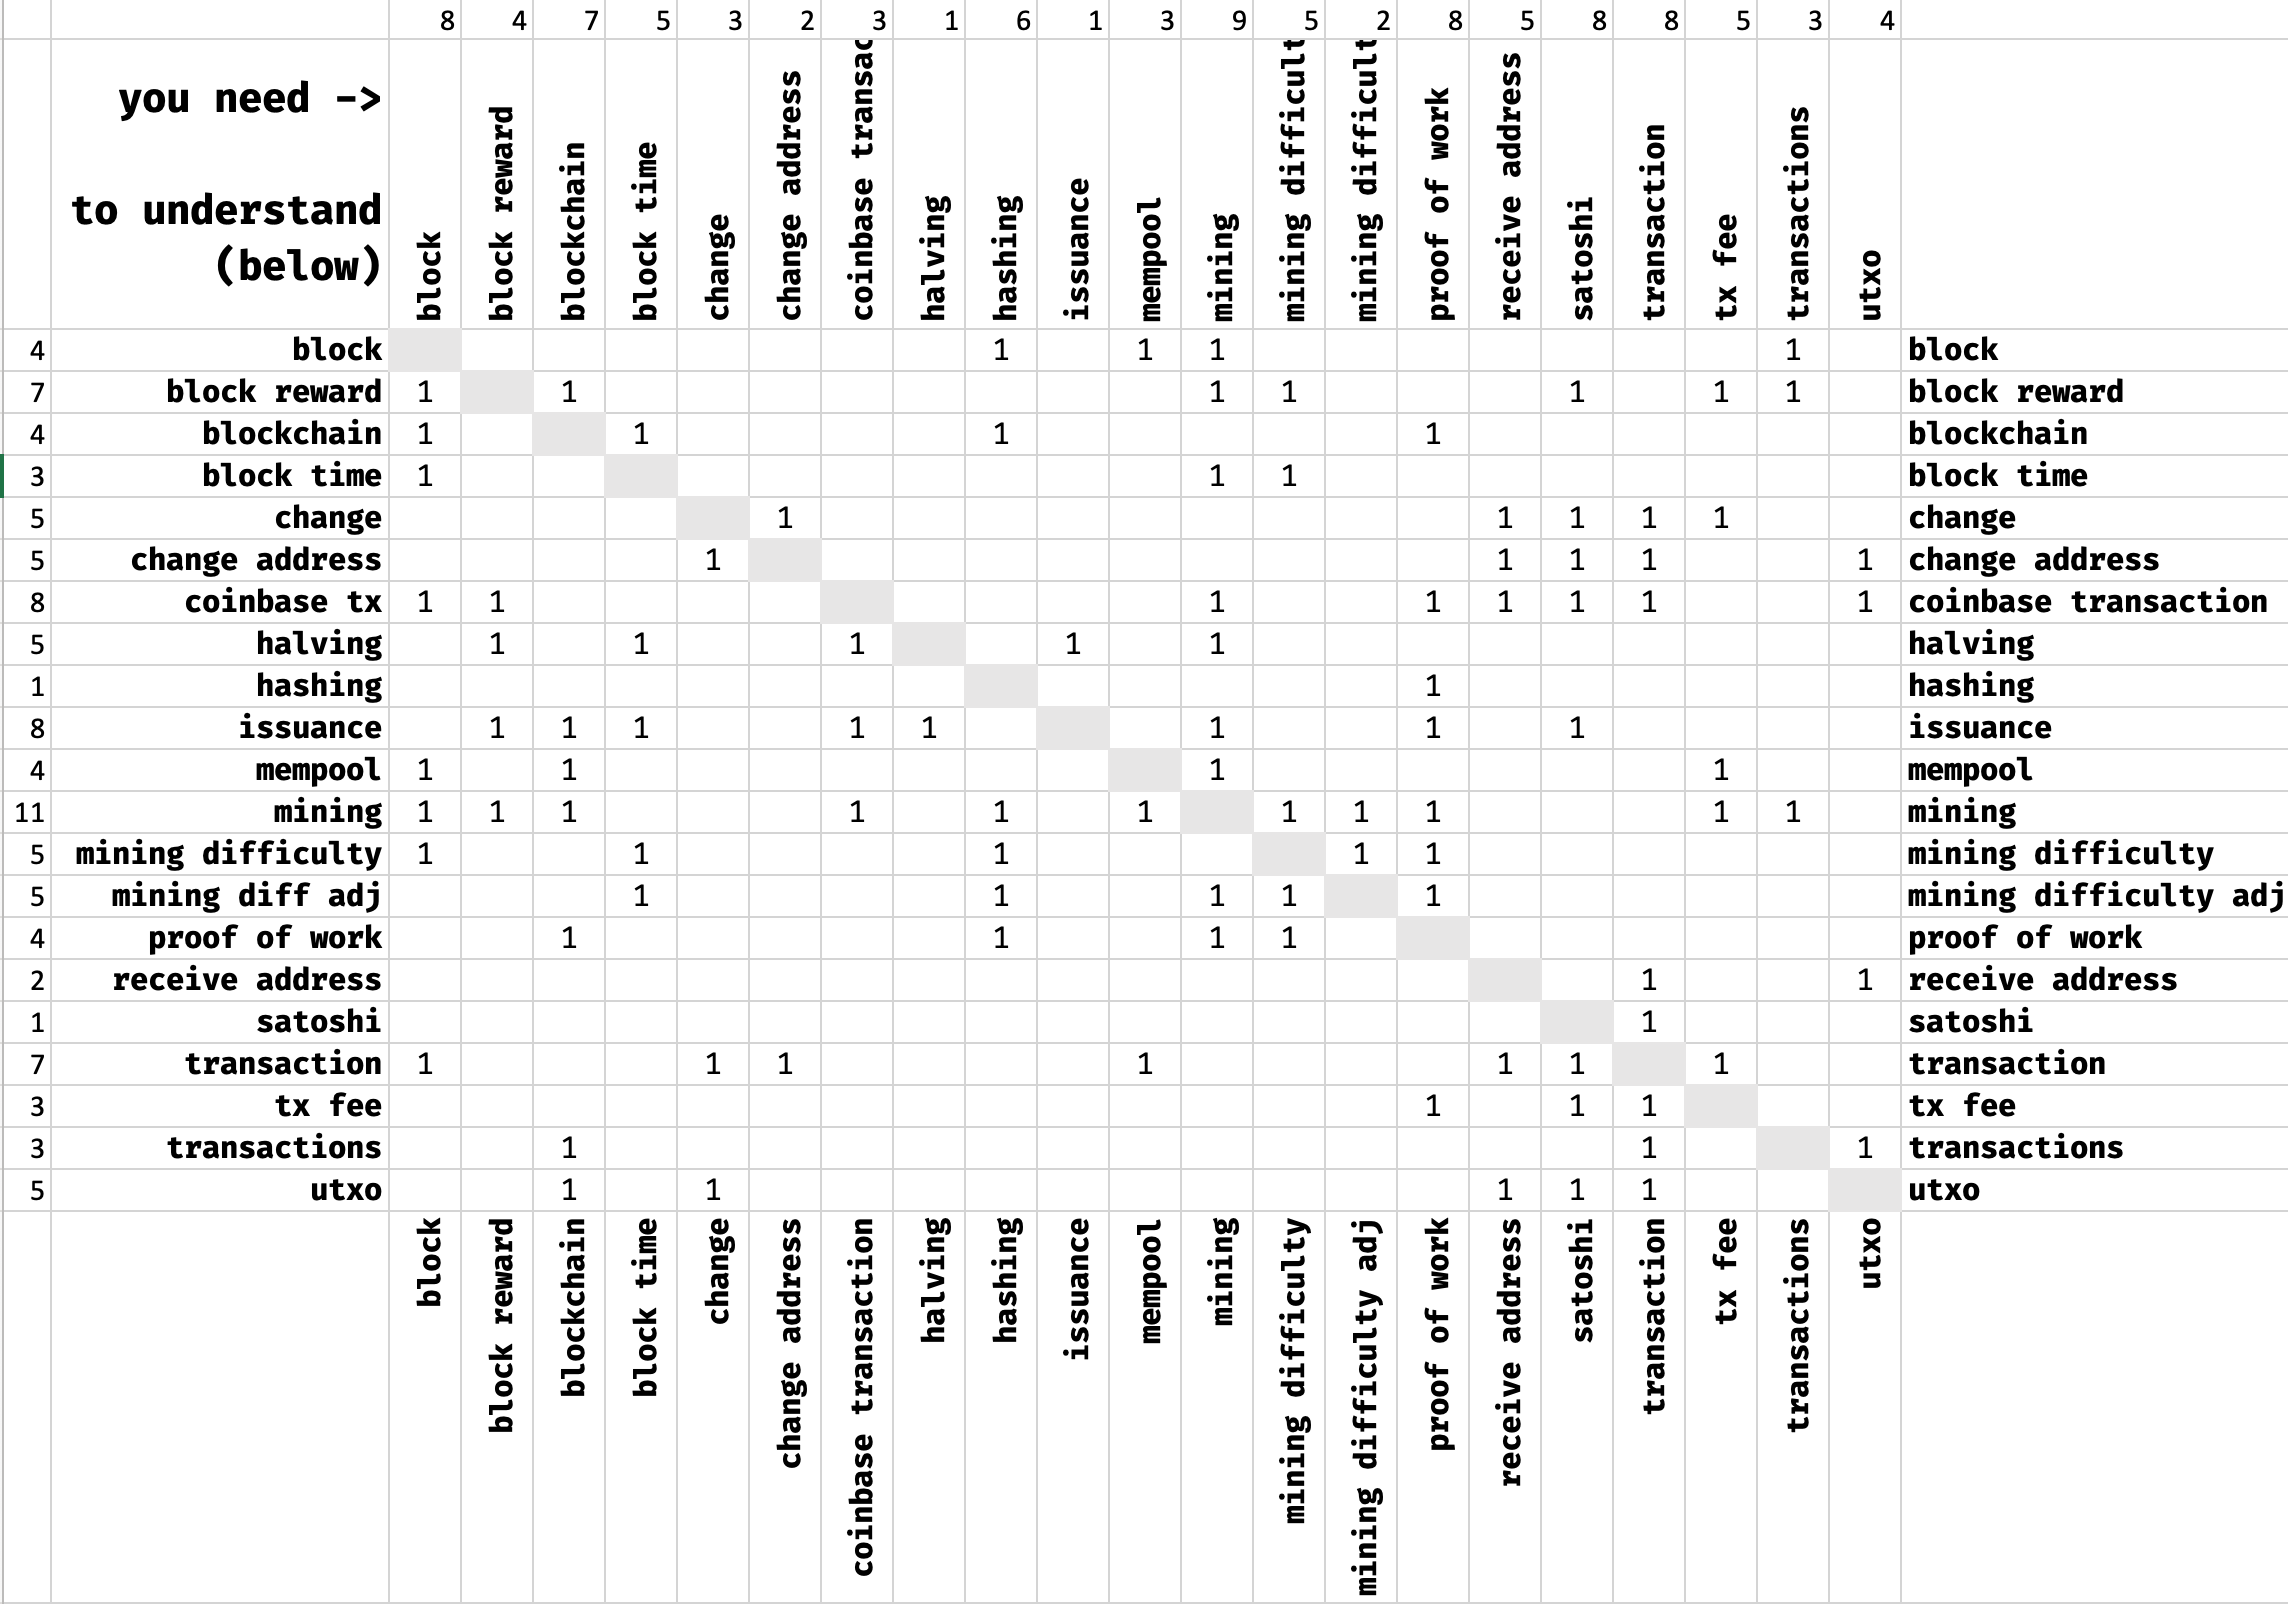 8 4 7 5 3 2 3 1 6 1 3 9 5 2 8 5 8 8 5 3 4
you need ->
to understand
(below)
block
block reward
blockchain
block time
change
change address
coinbase transac
halving
hashing
issuance
mempool
mining
mining difficult
mining difficult
proof of work
receive address
satoshi
transaction
tx fee
transactions
utxo
4 block 1 1 1 1 block
7 block reward 1 1 1 1 1 1 1 block reward
4 blockchain 1 1 1 1 blockchain
3 block time 1 1 1 block time
5 change 1 1 1 1 1 change
5 change address 1 1 1 1 1 change address
8 coinbase tx 1 1 1 1 1 1 1 1 coinbase transaction
5 halving 1 1 1 1 1 halving
1 hashing 1 hashing
8 issuance 1 1 1 1 1 1 1 1 issuance
4 mempool 1 1 1 1 mempool
11 mining 1 1 1 1 1 1 1 1 1 1 1 mining
5 mining difficulty 1 1 1 1 1 mining difficulty
5 mining diff adj 1 1 1 1 1 mining difficulty adj
4 proof of work 1 1 1 1 proof of work
2 receive address 1 1 receive address
1 satoshi 1 satoshi
7 transaction 1 1 1 1 1 1 1 transaction
3 tx fee 1 1 1 tx fee
3 transactions 1 1 1 transactions
5 utxo 1 1 1 1 1 utxo
block
block reward
blockchain
block time
change
change address
coinbase transaction
halving
hashing
issuance
mempool
mining
mining difficulty
mining difficulty adj
proof of work
receive address
satoshi
transaction
tx fee
transactions
utxo